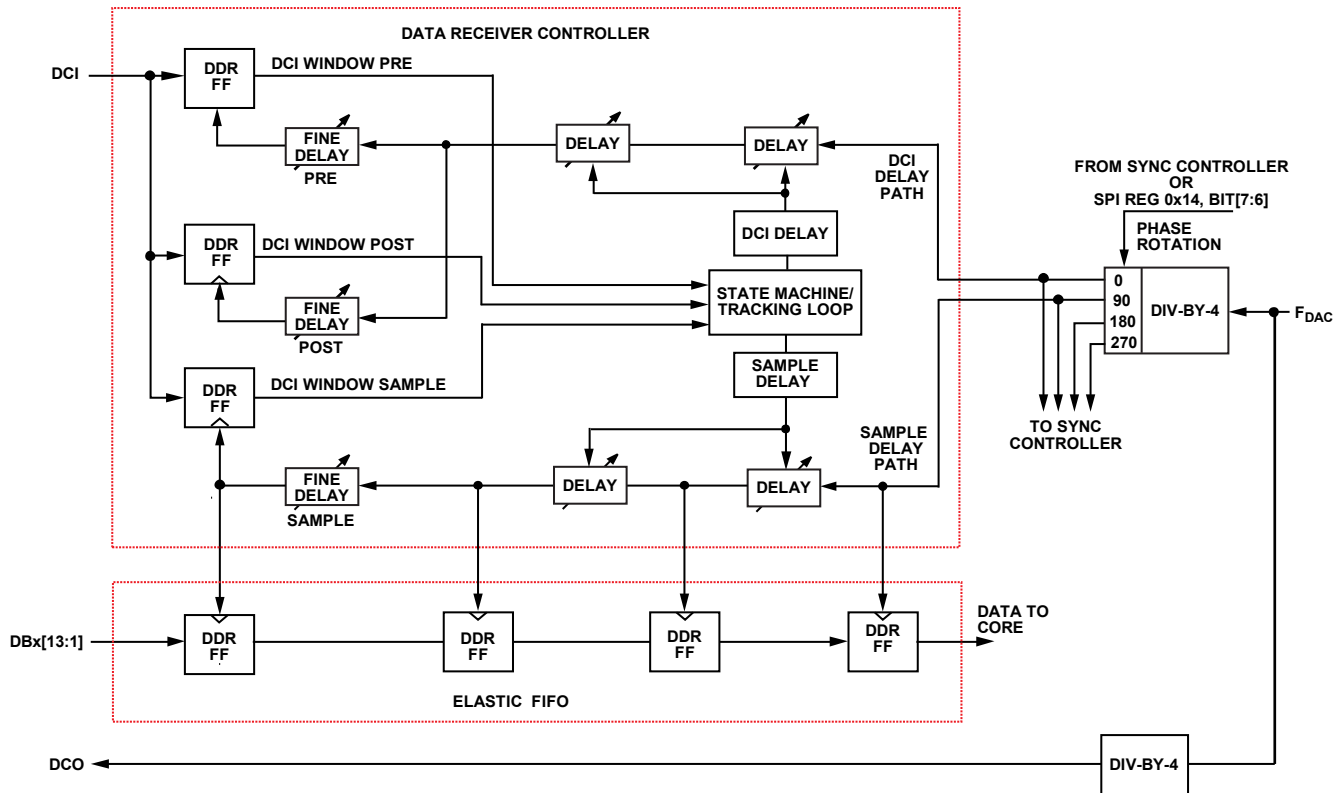 DATA RECEIVER CONTROLLER
DCI
DDR
FF
DCI WINDOW PRE
FINE
DELAY
PRE
DELAY
DELAY
DCI
DELAY
PATH
FROM SYNC CONTROLLER
OR
SPI REG 0x14, BIT[7:6]
PHASE
ROTATION
DDR
FF
DCI WINDOW POST
FINE
DELAY
POST
DCI DELAY
STATE MACHINE/
TRACKING LOOP
0
90
180
270
DIV-BY-4
FDAC
DDR
FF
DCI WINDOW SAMPLE
SAMPLE
DELAY
TO SYNC
CONTROLLER
SAMPLE
DELAY
PATH
FINE
DELAY
SAMPLE
DELAY
DELAY
DBx[13:1]
DDR
FF
DDR
FF
DDR
FF
DDR
FF
DATA TO
CORE
ELASTIC FIFO
DCO
DIV-BY-4